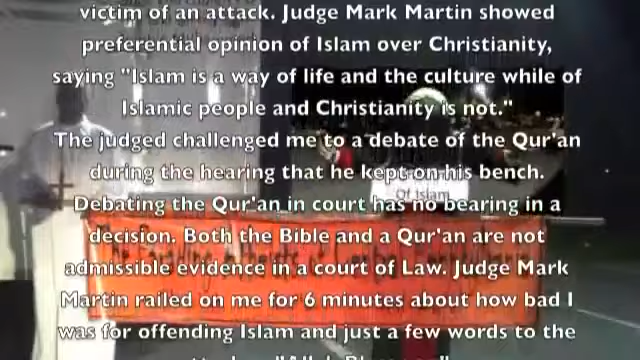 victim of an attack. Judge Mark Martin showed
preferential opinion of Islam over Christianity,
saying "Islam is a way of life and the culture while of
Islamic people and Christianity is not."
The judged challenged me to a debate of the Qur'an
during the hearing that he kept on his bench.
Of Islam
Debating the Qur'an in court has no bearing in a
decision. Both the Bible and a Qur'an are not
admissible evidence in a court of Law. Judge Mark
Martin railed on me for 6 minutes about how bad I
was for offending Islam and just a few words to the